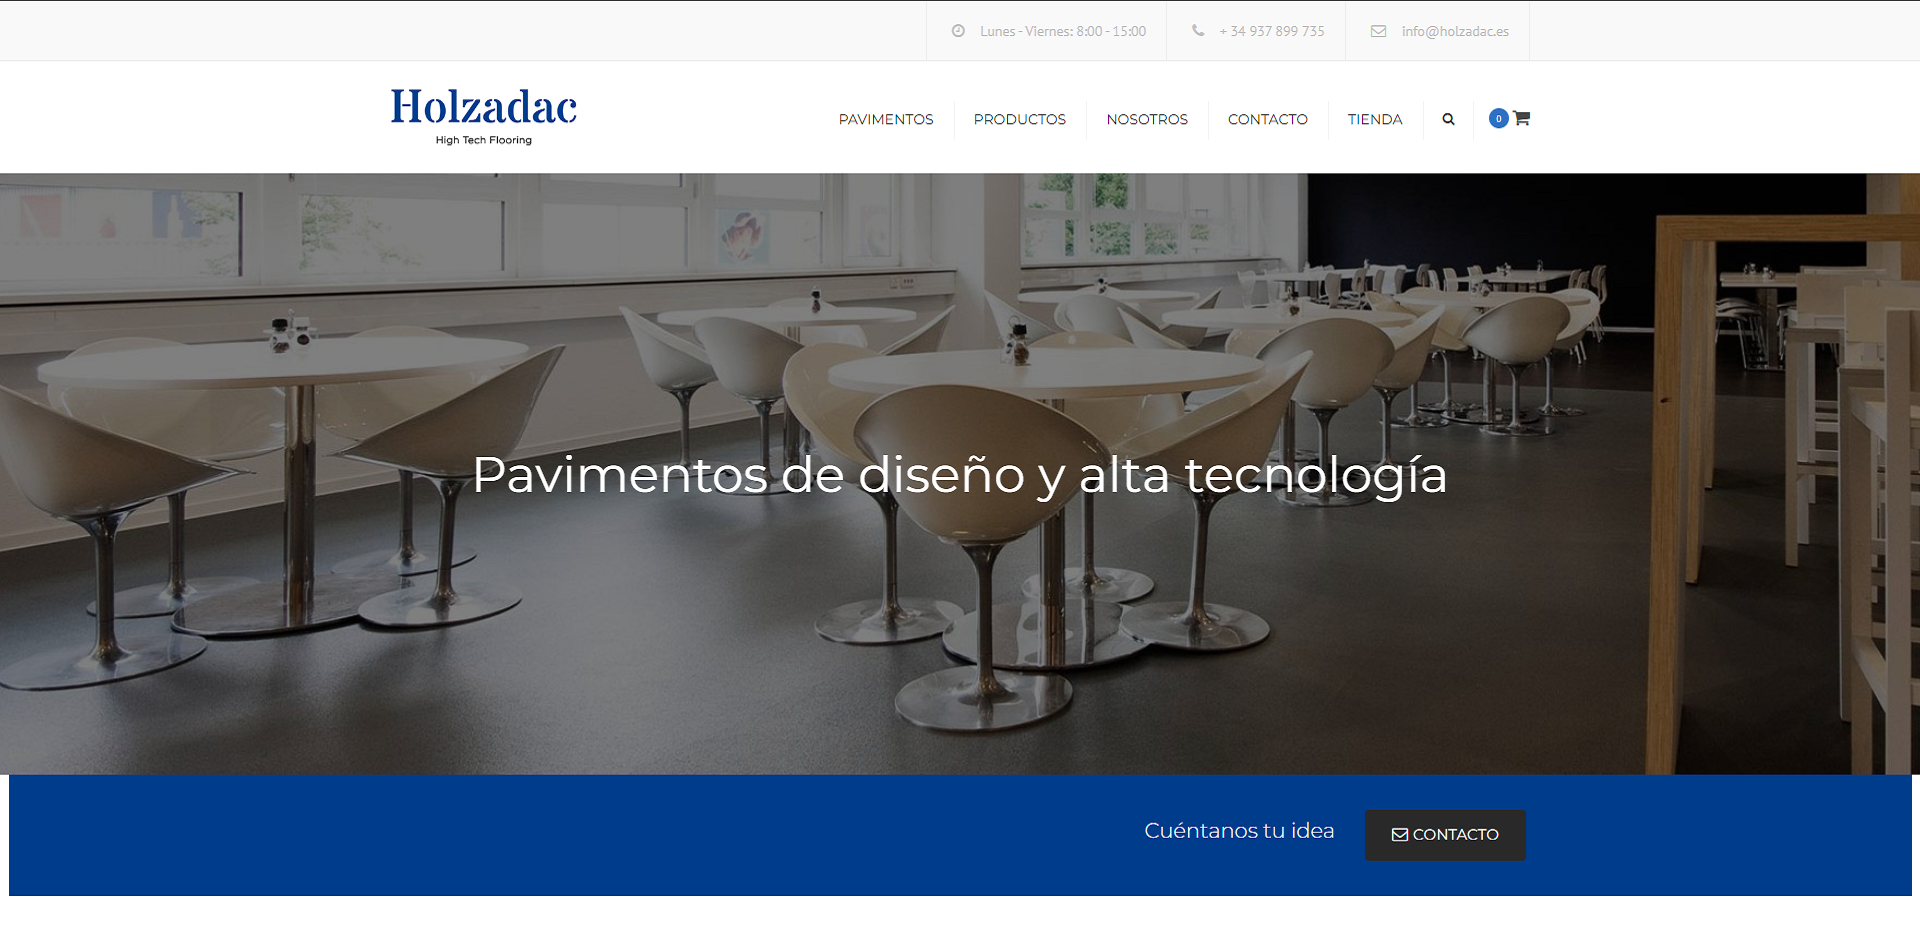 Lunes - Viernes: 8:00 - 15:00
+ 34 937 899 735
info@holzadac.es
Holzadac
High Tech Flooring
PAVIMENTOS
PRODUCTOS
NOSOTROS
CONTACTO
TIENDA
0
Pavimentos de diseño y alta tecnología
Cuéntanos tu idea
CONTACTO